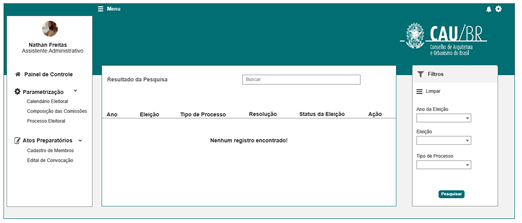 Menu
CAU/BR
Conselho de Arquitetura
e Urbanismo do Brasil
Nathan Freitas
Assistente Administrativo
Painel de Controle
Parametrização
Calendário Eleitoral
Composição das Comissões
Processo Eleitoral
Atos Preparatórios
Cadastro de Membros
Edital de Convocação
Resultado da Pesquisa
Buscar
Ano Eleição Tipo de Processo Resolução Status da Eleição Ação
Nenhum registro encontrado!
Filtros
Limpar
Ano da Eleição
Eleição
Tipo de Processo
Pesquisar